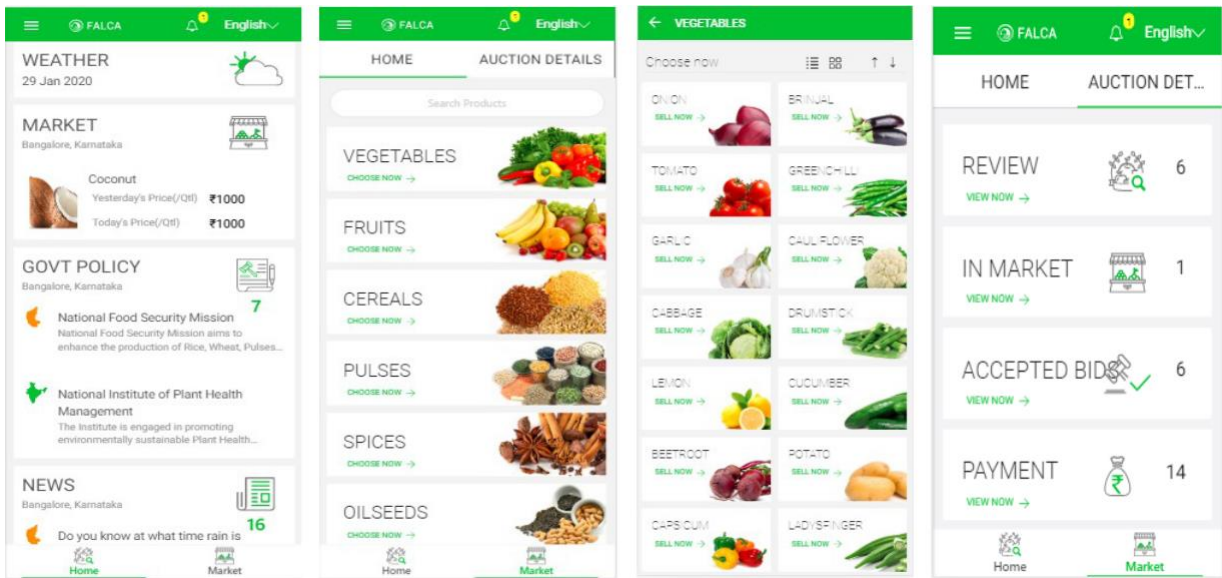 FALCA
1
English
WEATHER
29 Jan 2020
MARKET
Bangalore, Karnataka
Coconut
Yesterday's Price(/Qtl) ₹1000
Today's Price(/Qtl) ₹1000
GOVT POLICY
Bangalore, Karnataka
7
National Food Security Mission
National Food Security Mission aims to
enhance the production of Rice, Wheat, Pulses...
National Institute of Plant Health
Management
The Institute is engaged in promoting
environmentally sustainable Plant Health...
NEWS
Bangalore, Karnataka
16
Do you know at what time rain is
Home Market
FALCA
1
English
HOME AUCTION DETAILS
Search Products
VEGETABLES
CHOOSE NOW →
FRUITS
CHOOSE NOW →
CEREALS
CHOOSE NOW →
PULSES
CHOOSE NOW →
SPICES
CHOOSE NOW →
OILSEEDS
CHOOSE NOW →
Home Market
← VEGETABLES
Choose now ↑ ↓
ONION BRINJAL
SELL NOW → SELL NOW →
TOMATO GREENCHILLI
SELL NOW → SELL NOW →
GARLIC CAULIFLOWER
SELL NOW → SELL NOW →
CABBAGE DRUMSTICK
SELL NOW → SELL NOW →
LEMON CUCUMBER
SELL NOW → SELL NOW →
BEETROOT POTATO
SELL NOW → SELL NOW →
CAPSICUM LADYSFINGER
SELL NOW → SELL NOW →
FALCA
1
English
HOME AUCTION DET...
REVIEW 6
VIEW NOW →
IN MARKET 1
VIEW NOW →
ACCEPTED BIDS 6
VIEW NOW →
PAYMENT ₹ 14
VIEW NOW →
Home Market